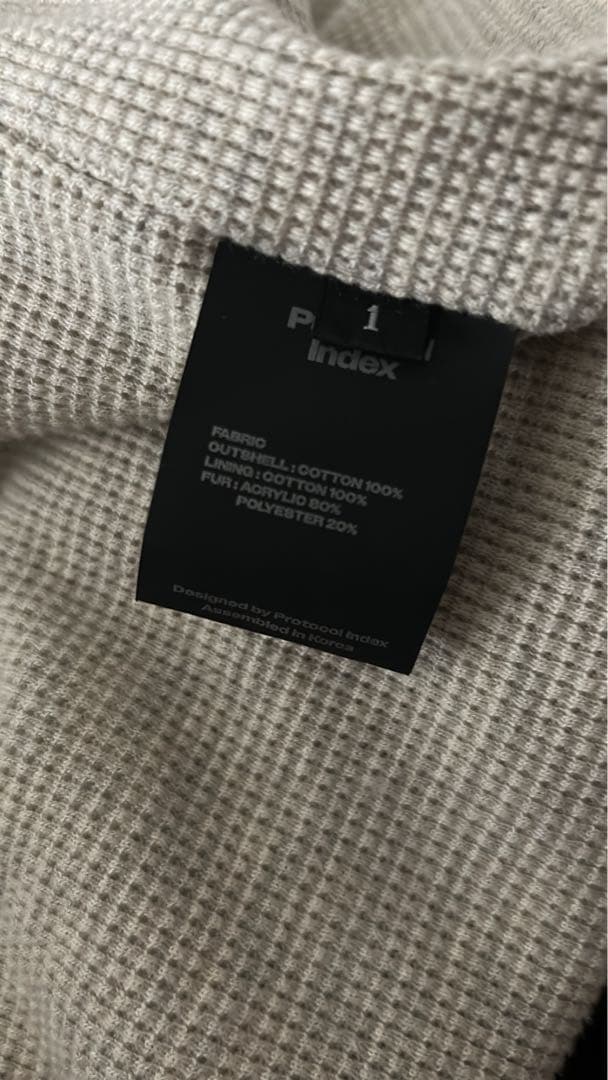 1
P
Index
FABRIC
OUTSHELL : COTTON 100%
LINING : COTTON 100%
FUR : ACRYLIC 80%
POLYESTER 20%
Designed by Protocol Index
Assembled in Korea